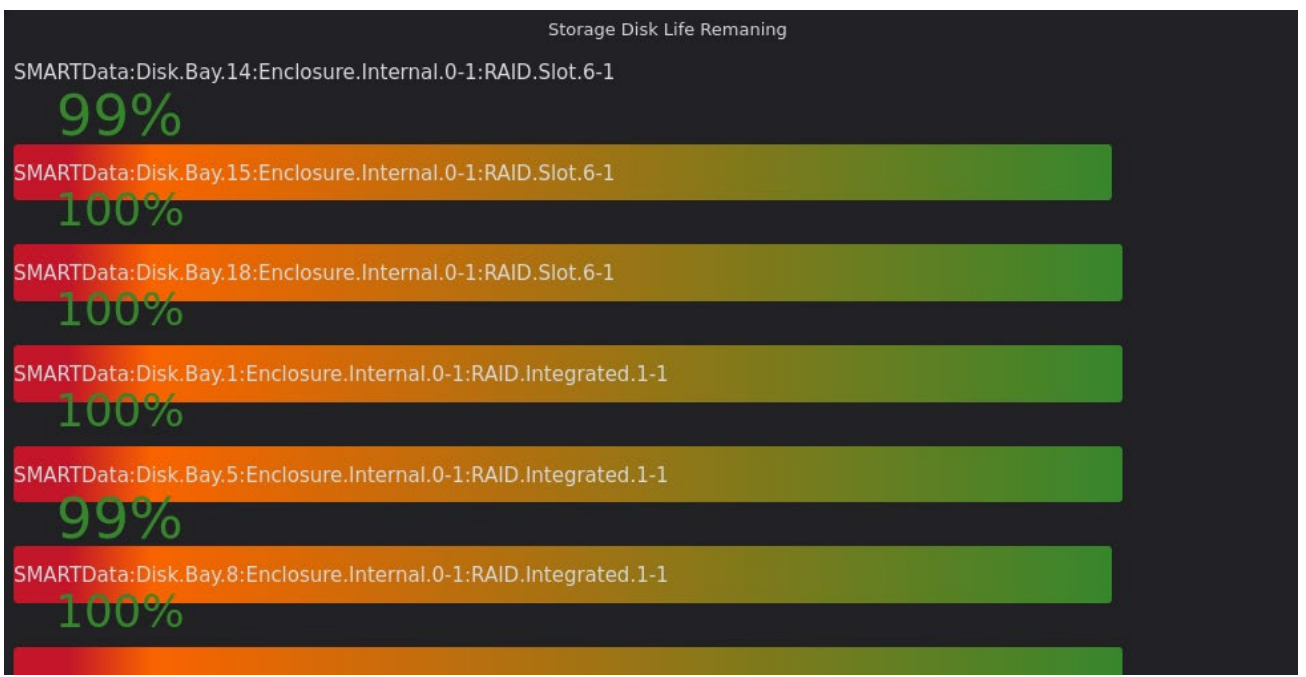 Storage Disk Life Remaning
SMARTData:Disk.Bay.14:Enclosure.Internal.0-1:RAID.Slot.6-1
99%
SMARTData:Disk.Bay.15:Enclosure.Internal.0-1:RAID.Slot.6-1
100%
SMARTData:Disk.Bay.18:Enclosure.Internal.0-1:RAID.Slot.6-1
100%
SMARTData:Disk.Bay.1:Enclosure.Internal.0-1:RAID.Integrated.1-1
100%
SMARTData:Disk.Bay.5:Enclosure.Internal.0-1:RAID.Integrated.1-1
99%
SMARTData:Disk.Bay.8:Enclosure.Internal.0-1:RAID.Integrated.1-1
100%